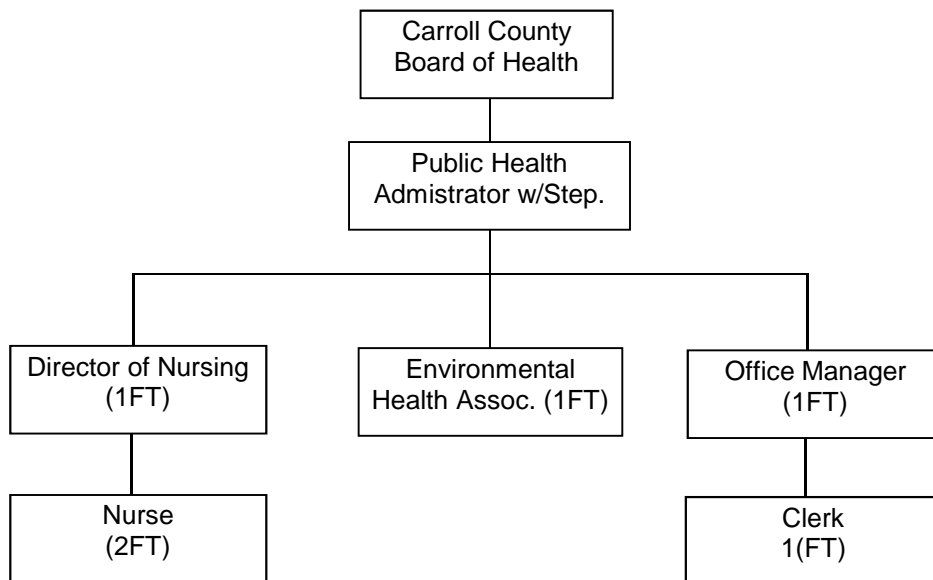 Carroll County
Board of Health
Public Health
Admistrator w/Step.
Director of Nursing
(1FT)
Environmental
Health Assoc. (1FT)
Office Manager
(1FT)
Nurse
(2FT)
Clerk
1(FT)